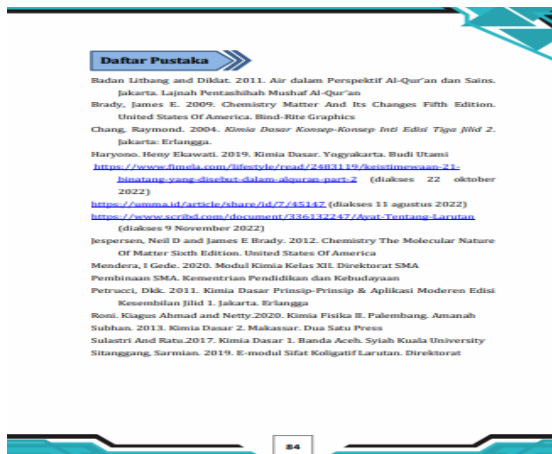 Daftar Pustaka
Badan Litbang and Diklat. 2011. Air dalam Perspektif Al-Qur'an dan Sains.
Jakarta. Lajnah Pentashihah Mushaf Al-Qur'an
Brady, James E. 2009. Chemistry Matter And Its Changes Fifth Edition.
United States Of America. Bind-Rite Graphics
Chang, Raymond. 2004. Kimia Dasar Konsep-Konsep Inti Edisi Tiga Jilid 2.
Jakarta: Erlangga.
Haryono. Heny Ekawati. 2019. Kimia Dasar. Yogyakarta. Budi Utami
https://www.fimela.com/lifestyle/read/2483119/keistimewaan-21-
binatang-yang-disebut-dalam-alquran-part-2 (diakses 22 oktober
2022)
https://umma.id/article/share/id/7/45147 (diakses 11 agustus 2022)
https://www.scribd.com/document/336132247/Ayat-Tentang-Larutan
(diakses 9 November 2022)
Jespersen, Neil D and James E Brady. 2012. Chemistry The Molecular Nature
Of Matter Sixth Edition. United States Of America
Mendera, I Gede. 2020. Modul Kimia Kelas XII. Direktorat SMA
Pembinaan SMA. Kementrian Pendidikan dan Kebudayaan
Petrucci, Dkk. 2011. Kimia Dasar Prinsip-Prinsip & Aplikasi Moderen Edisi
Kesembilan Jilid 1. Jakarta. Erlangga
Roni. Kiagus Ahmad and Netty.2020. Kimia Fisika II. Palembang. Amanah
Subhan. 2013. Kimia Dasar 2. Makassar. Dua Satu Press
Sulastri And Ratu.2017. Kimia Dasar 1. Banda Aceh. Syiah Kuala University
Sitanggang, Sarmian. 2019. E-modul Sifat Koligatif Larutan. Direktorat
84